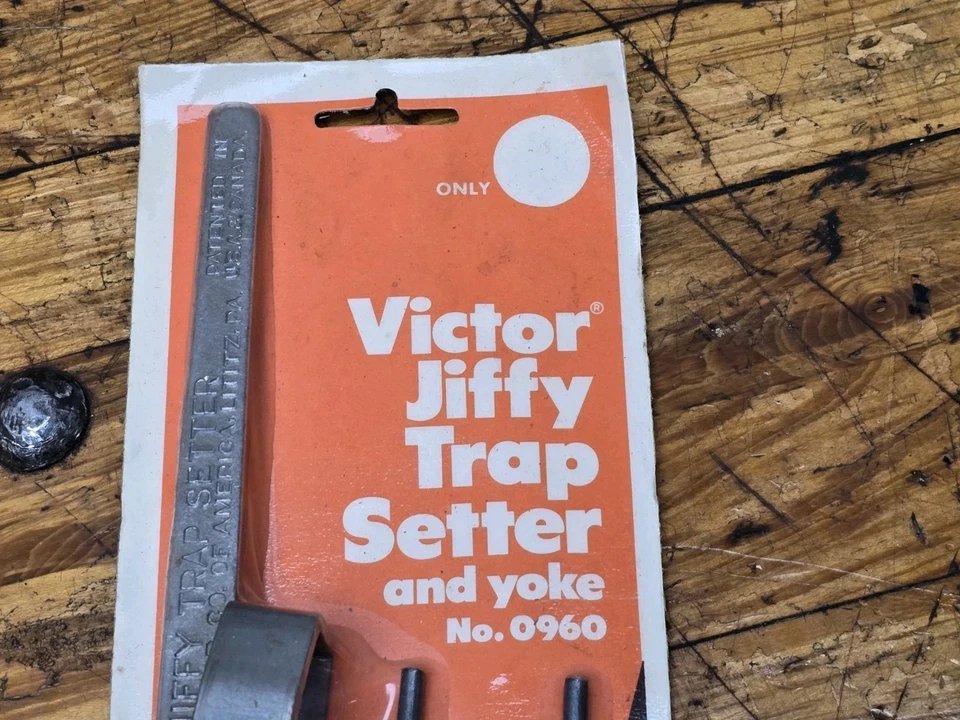 ONLY
Victor®
Jiffy
Trap
Setter
and yoke
No. 0960
JIFFY TRAP SETTER
CO. OF AMERICA, LITITZ, PA.
PATENTED IN
U.S.A. & CANADA